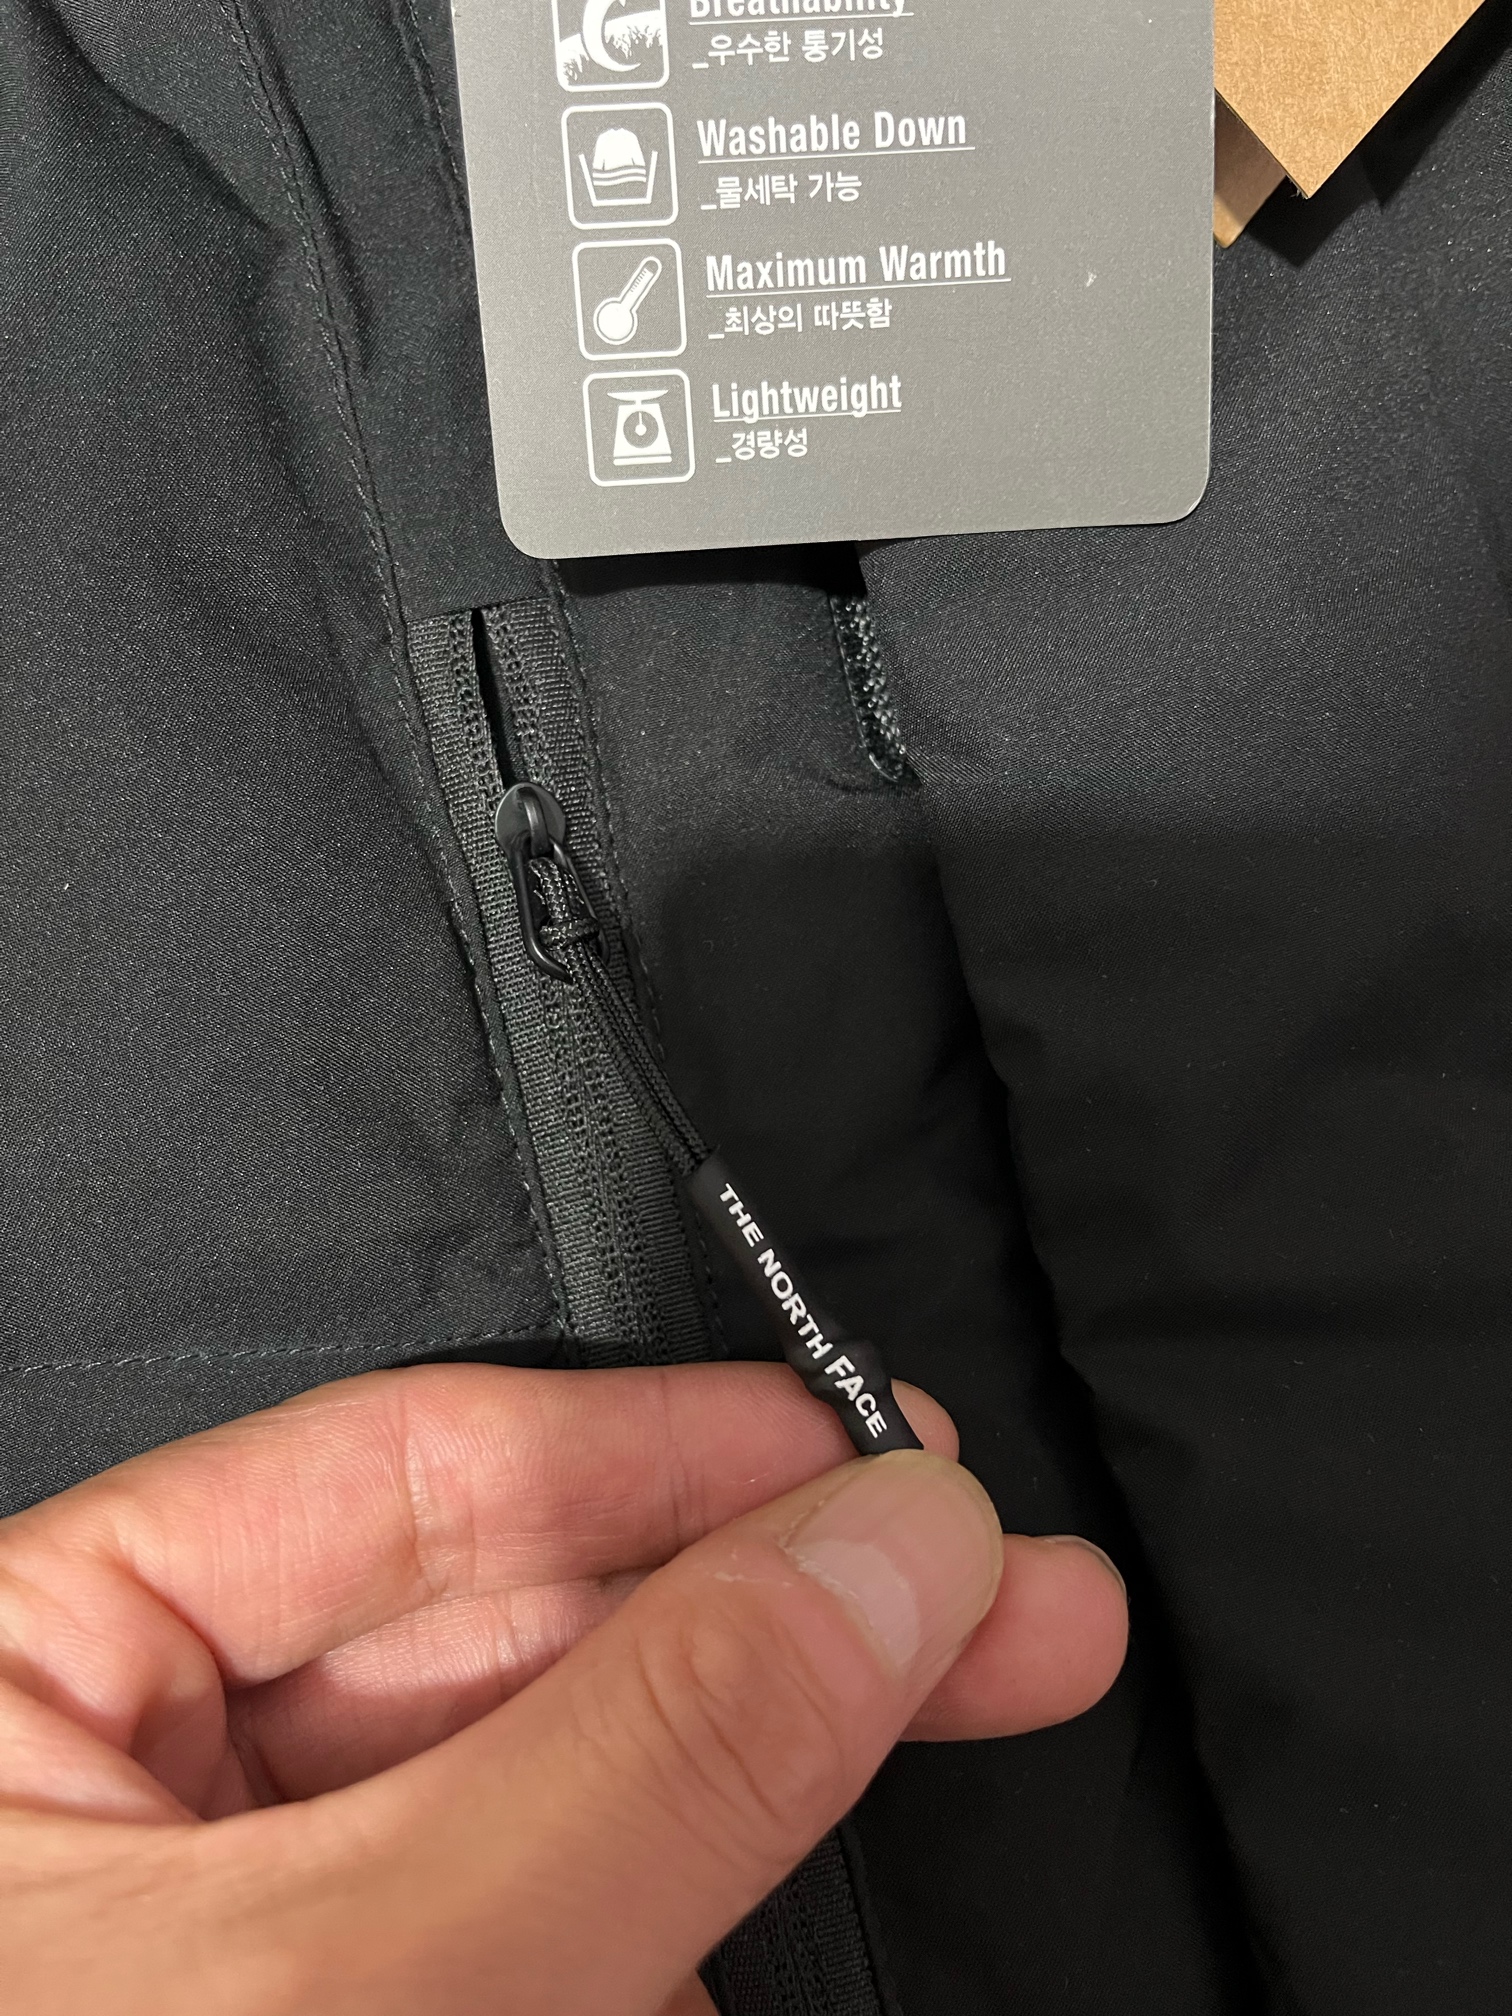 Breathability
_우수한 통기성
Washable Down
_물세탁 가능
Maximum Warmth
_최상의 따뜻함
Lightweight
_경량성
THE NORTH FACE